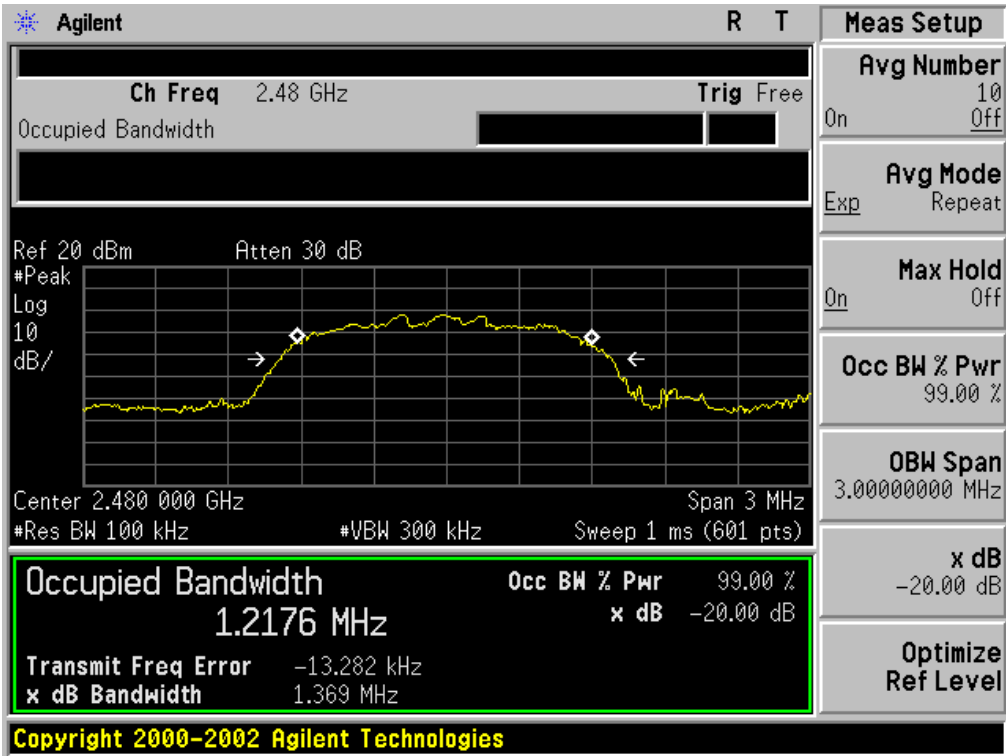 Agilent R T
Ch Freq 2.48 GHz Trig Free
Occupied Bandwidth
Ref 20 dBm Atten 30 dB
#Peak
Log
10
dB/
Center 2.480 000 GHz Span 3 MHz
#Res BW 100 kHz #VBW 300 kHz Sweep 1 ms (601 pts)
Occupied Bandwidth Occ BW % Pwr 99.00 %
1.2176 MHz x dB -20.00 dB
Transmit Freq Error -13.282 kHz
x dB Bandwidth 1.369 MHz
Copyright 2000-2002 Agilent Technologies
Meas Setup
Avg Number
10
On Off
Avg Mode
Exp Repeat
Max Hold
On Off
Occ BW % Pwr
99.00 %
OBW Span
3.00000000 MHz
x dB
-20.00 dB
Optimize
Ref Level